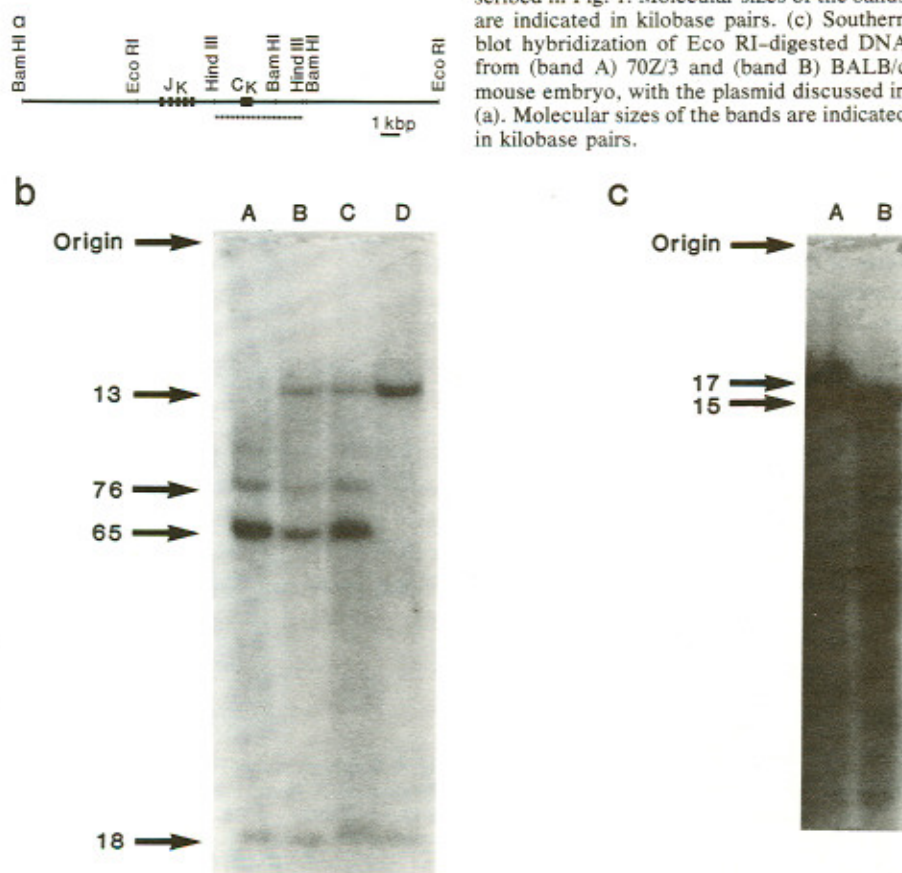 scribed in Fig. 1. Molecular sizes of the bands
are indicated in kilobase pairs. (c) Southern
blot hybridization of Eco RI–digested DNA
from (band A) 70Z/3 and (band B) BALB/c
mouse embryo, with the plasmid discussed in
(a). Molecular sizes of the bands are indicated
in kilobase pairs.
a
Bam HI
Eco RI
JK
Hind III
CK
Bam HI
Hind III
Bam HI
Eco RI
1 kbp
b
A B C D
Origin
13
76
65
18
c
A B
Origin
17
15